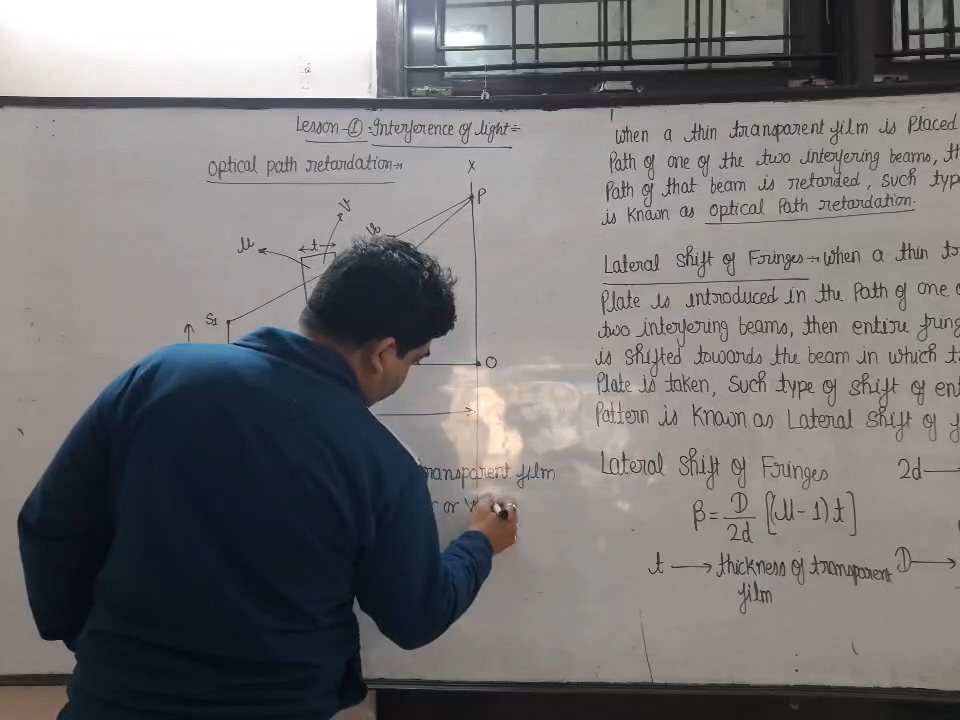 Lesson-① :- Interference of light :-
Optical path retardation →
X
P
V
V₀
t
μ
S1
O
transparent film
or
When a thin transparent film is Placed
Path of one of the two interfering beams,
Path of that beam is retarded, such
is Known as optical Path retardation.
Lateral Shift of Fringes → When a thin
Plate is introduced in the Path of one
two interfering beams, then entire
is shifted towards the beam in which
Plate is taken, Such type of shift of
Pattern is Known as Lateral Shift of
Lateral Shift of Fringes
2d →
β = D/2d [(μ-1)t]
t → thickness of transparent film
D →